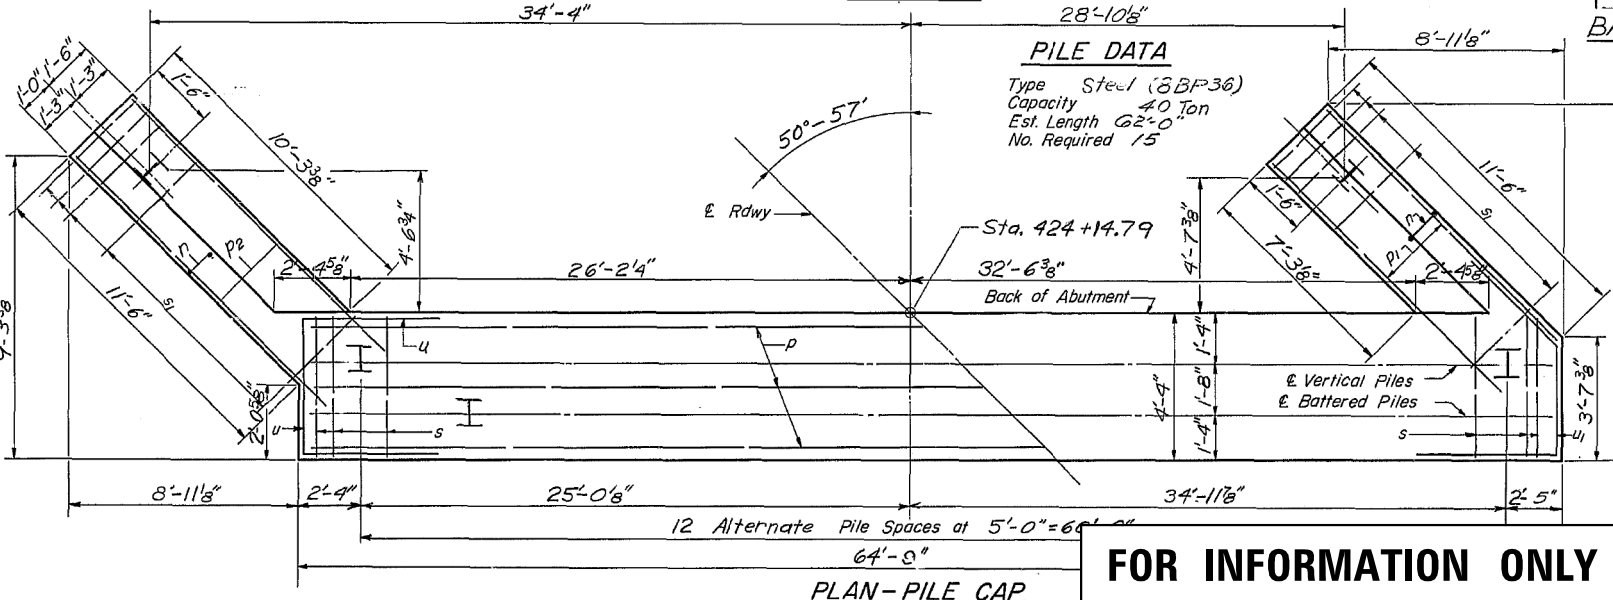 34'-4"
28'-10⅛"
8'-11⅛"
PILE DATA
Type Steel (8BP36)
Capacity 40 Ton
Est. Length 62'-0"
No. Required 15
1'-0" 1'-6"
1'-3" 1'-3"
1'-6"
10'-3⅜"
50°-57'
℄ Rdwy
Sta. 424+14.79
11'-6"
s1
1'-6"
n
p1
7'-3⅛"
4'-6¾"
4'-7⅜"
n
p2
2'-4⅝"
26'-2¼"
32'-6⅜"
2'-4⅝"
Back of Abutment
s1
11'-6"
u
p
1'-4"
4'-4"
1'-8"
1'-4"
℄ Vertical Piles
℄ Battered Piles
3'-7⅜"
2'-0⅝"
u
s
s
u1
8'-11⅛"
2'-4"
25'-0⅛"
34'-11⅞"
2'-5"
12 Alternate Pile Spaces at 5'-0"=60'-0"
64'-9"
PLAN-PILE CAP
FOR INFORMATION ONLY